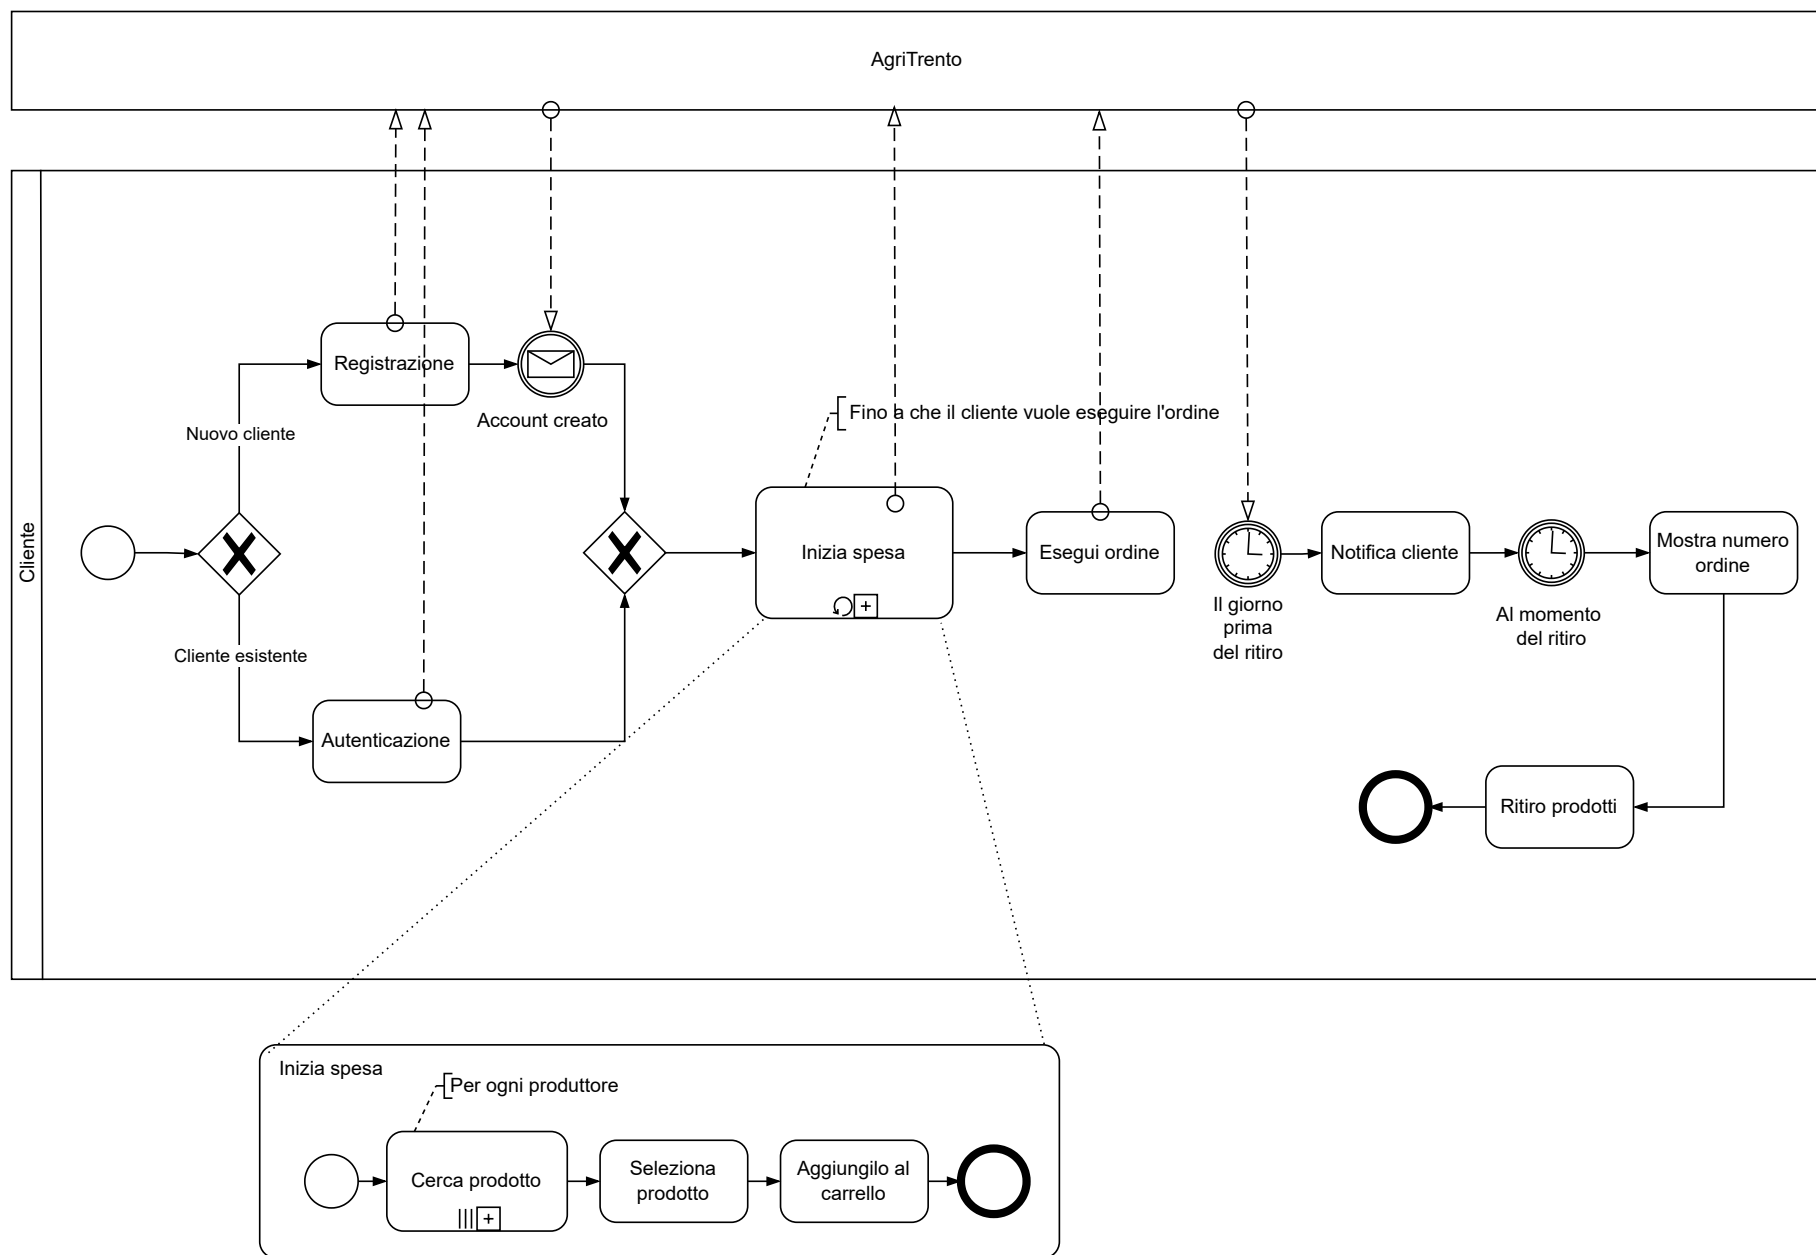 AgriTrento
Cliente
Registrazione
Account creato
Nuovo cliente
Fino a che il cliente vuole eseguire l'ordine
Inizia spesa
Esegui ordine
Il giorno
prima
del ritiro
Notifica cliente
Al momento
del ritiro
Mostra numero
ordine
Cliente esistente
Autenticazione
Ritiro prodotti
Inizia spesa
Per ogni produttore
Cerca prodotto
Seleziona
prodotto
Aggiungilo al
carrello